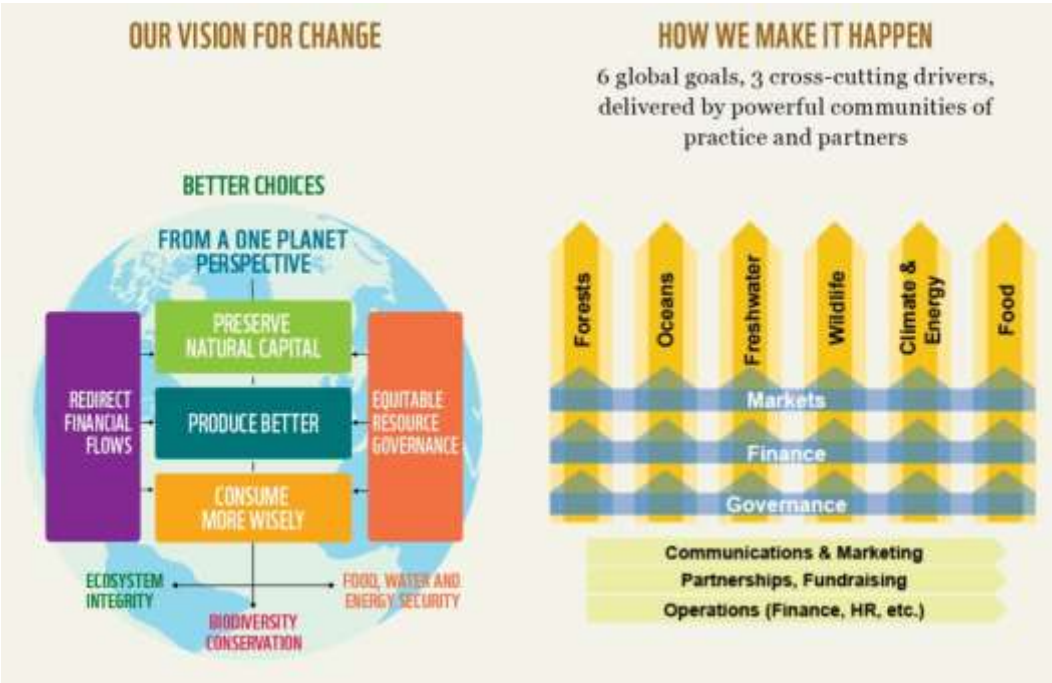 OUR VISION FOR CHANGE
BETTER CHOICES
FROM A ONE PLANET
PERSPECTIVE
REDIRECT
FINANCIAL
FLOWS
PRESERVE
NATURAL CAPITAL
PRODUCE BETTER
CONSUME
MORE WISELY
EQUITABLE
RESOURCE
GOVERNANCE
ECOSYSTEM
INTEGRITY
BIODIVERSITY
CONSERVATION
FOOD, WATER AND
ENERGY SECURITY
HOW WE MAKE IT HAPPEN
6 global goals, 3 cross-cutting drivers,
delivered by powerful communities of
practice and partners
Forests
Oceans
Freshwater
Wildlife
Climate &
Energy
Food
Markets
Finance
Governance
Communications & Marketing
Partnerships, Fundraising
Operations (Finance, HR, etc.)